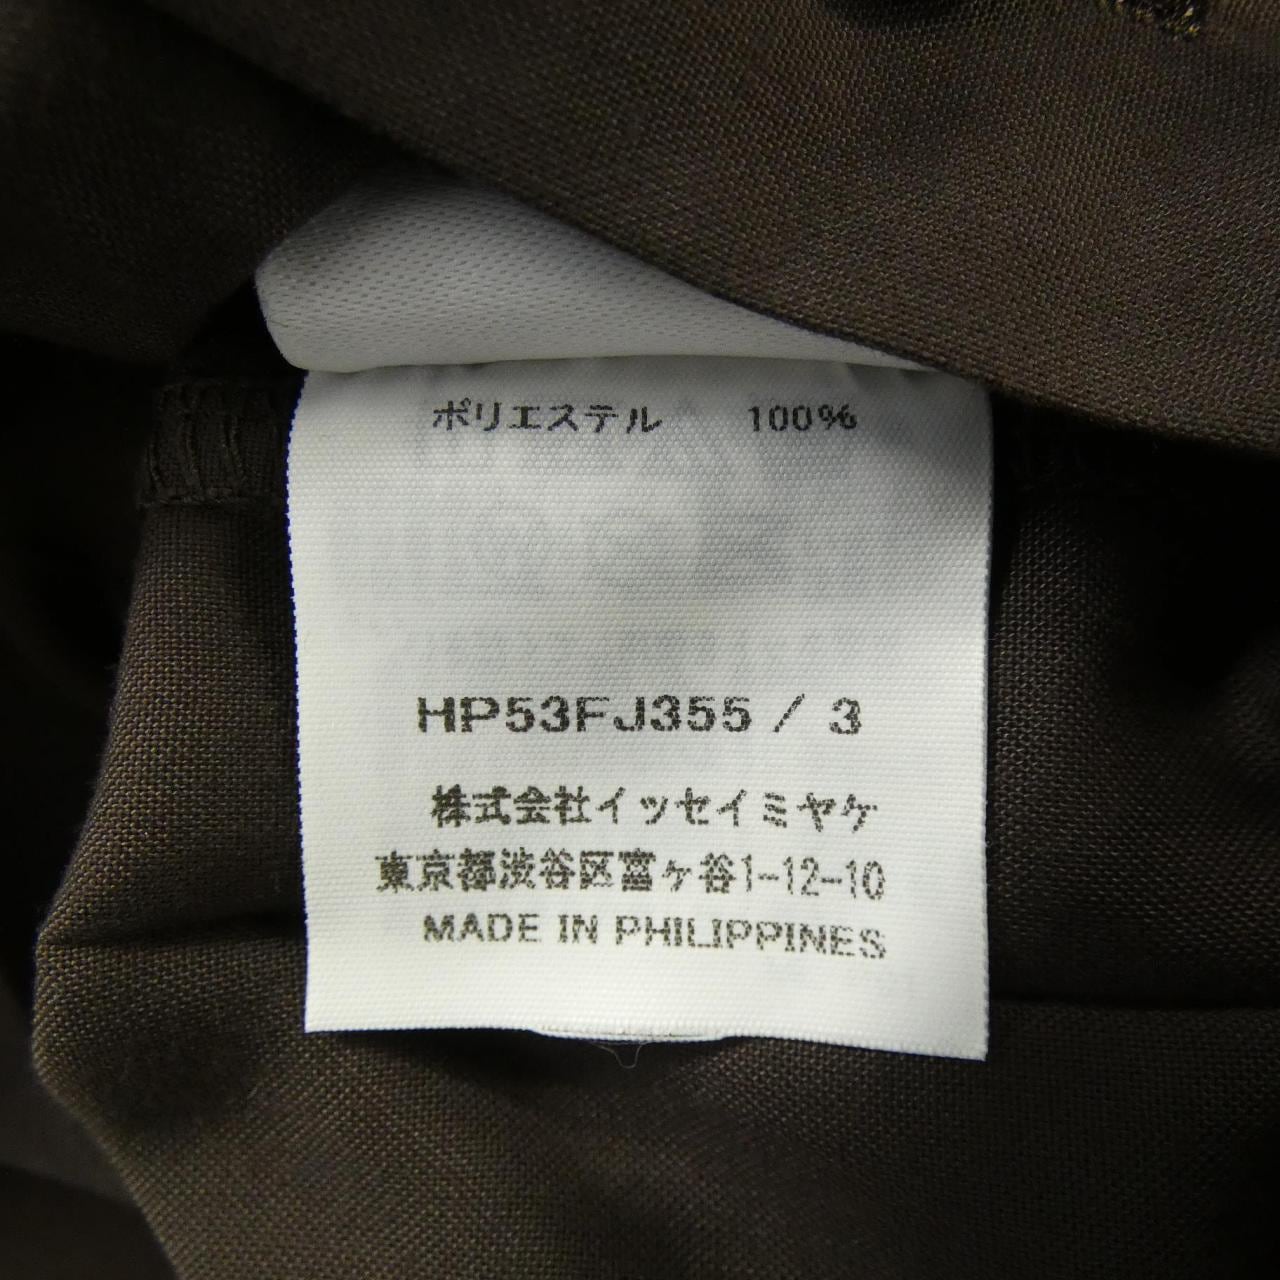 ポリエステル 100%
HP53FJ355 / 3
株式会社イッセイミヤケ
東京都渋谷区富ヶ谷1-12-10
MADE IN PHILIPPINES